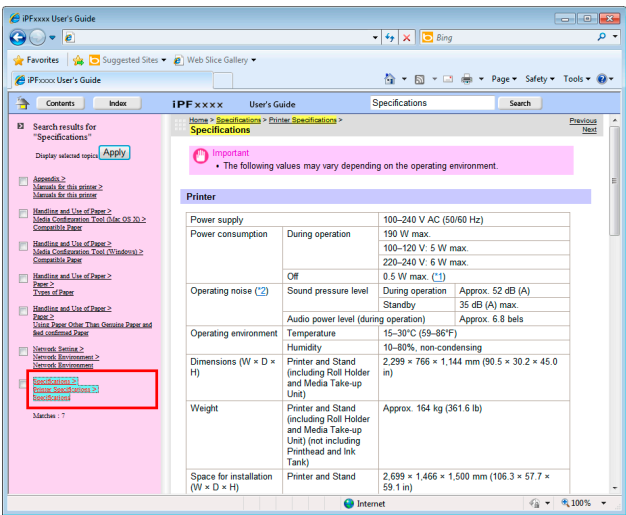 iPFxxxx User's Guide
Bing
Favorites Suggested Sites Web Slice Gallery
iPFxxxx User's Guide Page Safety Tools
Contents Index iPFxxxx User's Guide Specifications Search
Search results for
"Specifications"
Display selected topics Apply
Appendix >
Manuals for this printer >
Manuals for this printer
Handling and Use of Paper >
Media Configuration Tool (Mac OS X) >
Compatible Paper
Handling and Use of Paper >
Media Configuration Tool (Windows) >
Compatible Paper
Handling and Use of Paper >
Paper >
Types of Paper
Handling and Use of Paper >
Paper >
Using Paper Other Than Genuine Paper and
feed confirmed Paper
Network Setting >
Network Environment >
Network Environment
Specifications >
Printer Specifications >
Specifications
Matches : 7
Home > Specifications > Printer Specifications > Previous
Specifications Next
Important
• The following values may vary depending on the operating environment.
Printer
Power supply 100–240 V AC (50/60 Hz)
Power consumption During operation 190 W max.
100–120 V: 5 W max.
220–240 V: 6 W max.
Off 0.5 W max. (*1)
Operating noise (*2) Sound pressure level During operation Approx. 52 dB (A)
Standby 35 dB (A) max.
Audio power level (during operation) Approx. 6.8 bels
Operating environment Temperature 15–30°C (59–86°F)
Humidity 10–80%, non-condensing
Dimensions (W × D × Printer and Stand 2,299 × 766 × 1,144 mm (90.5 × 30.2 × 45.0
H) (including Roll Holder in)
and Media Take-up
Unit)
Weight Printer and Stand Approx. 164 kg (361.6 lb)
(including Roll Holder
and Media Take-up
Unit) (not including
Printhead and Ink
Tank)
Space for installation Printer and Stand 2,699 × 1,466 × 1,500 mm (106.3 × 57.7 ×
(W × D × H) 59.1 in)
Internet 100%